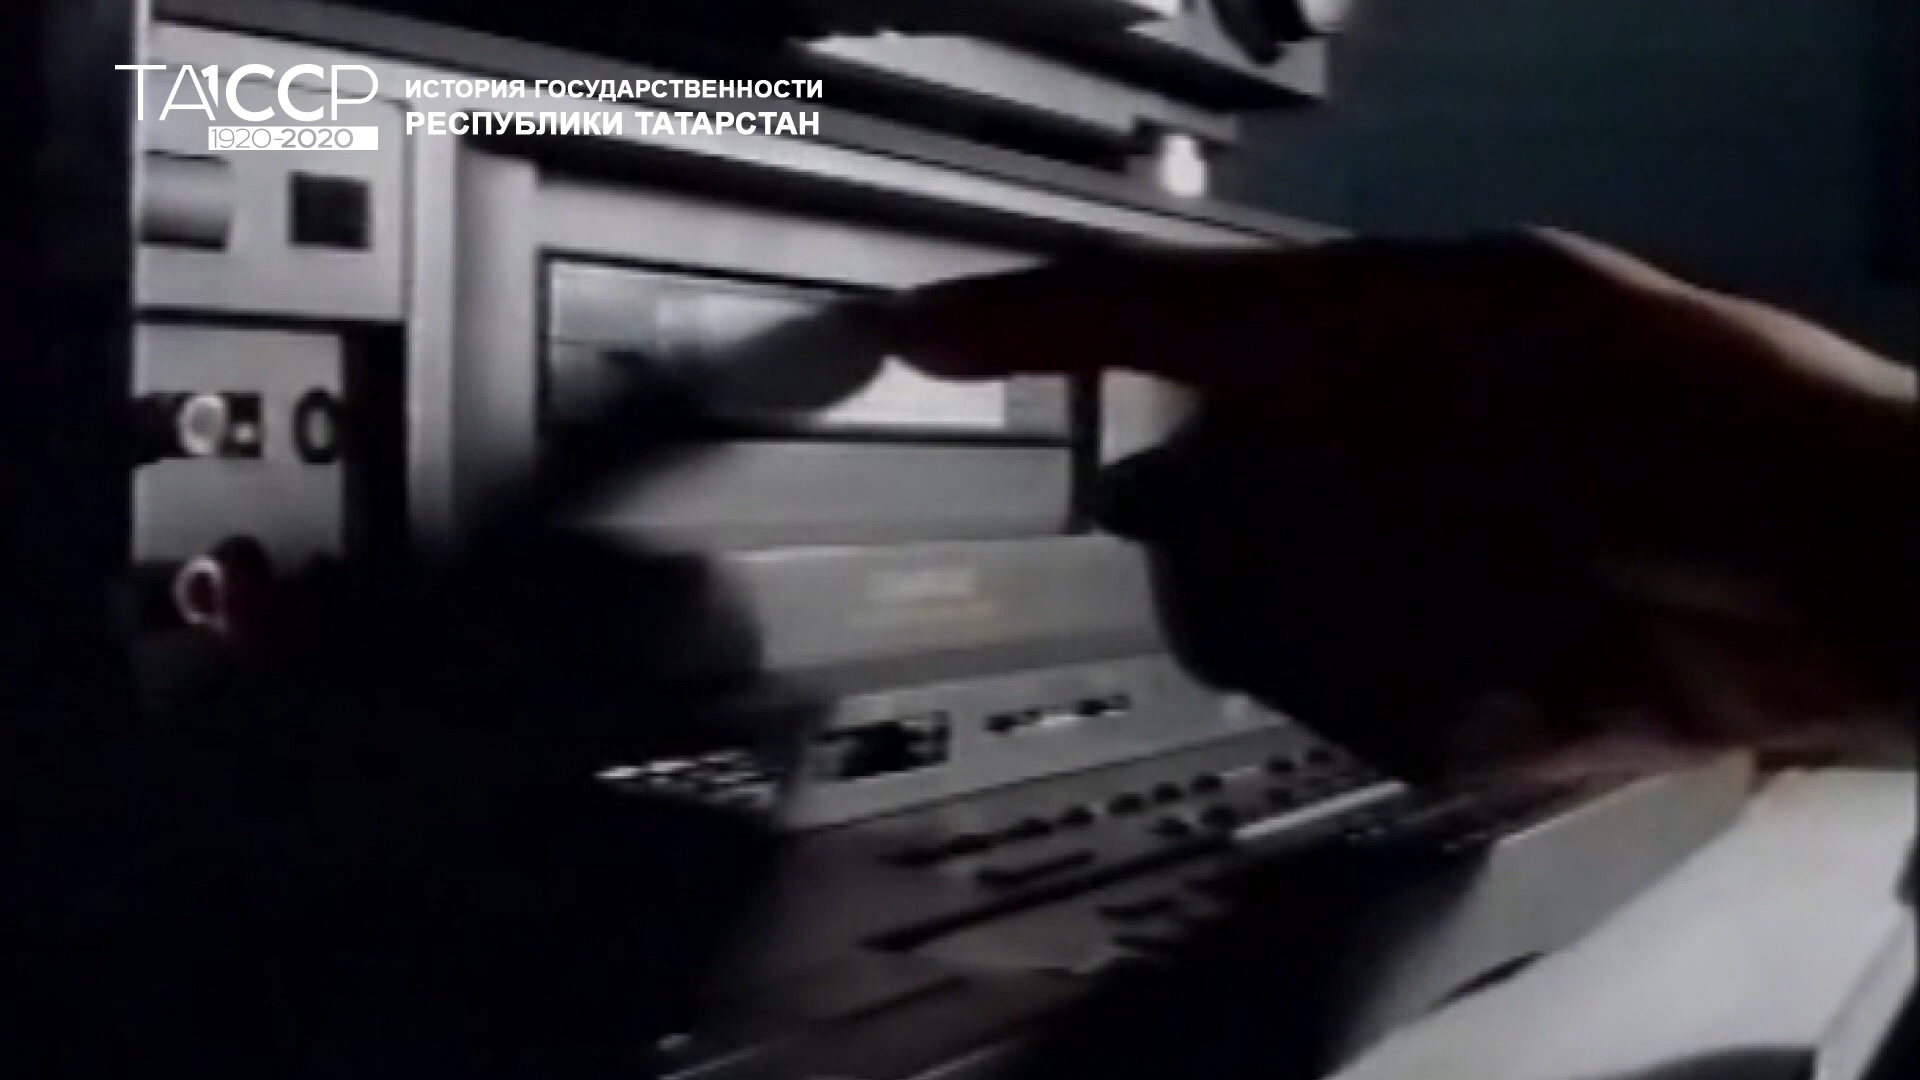 ТАССР
1920-2020
ИСТОРИЯ ГОСУДАРСТВЕННОСТИ
РЕСПУБЛИКИ ТАТАРСТАН